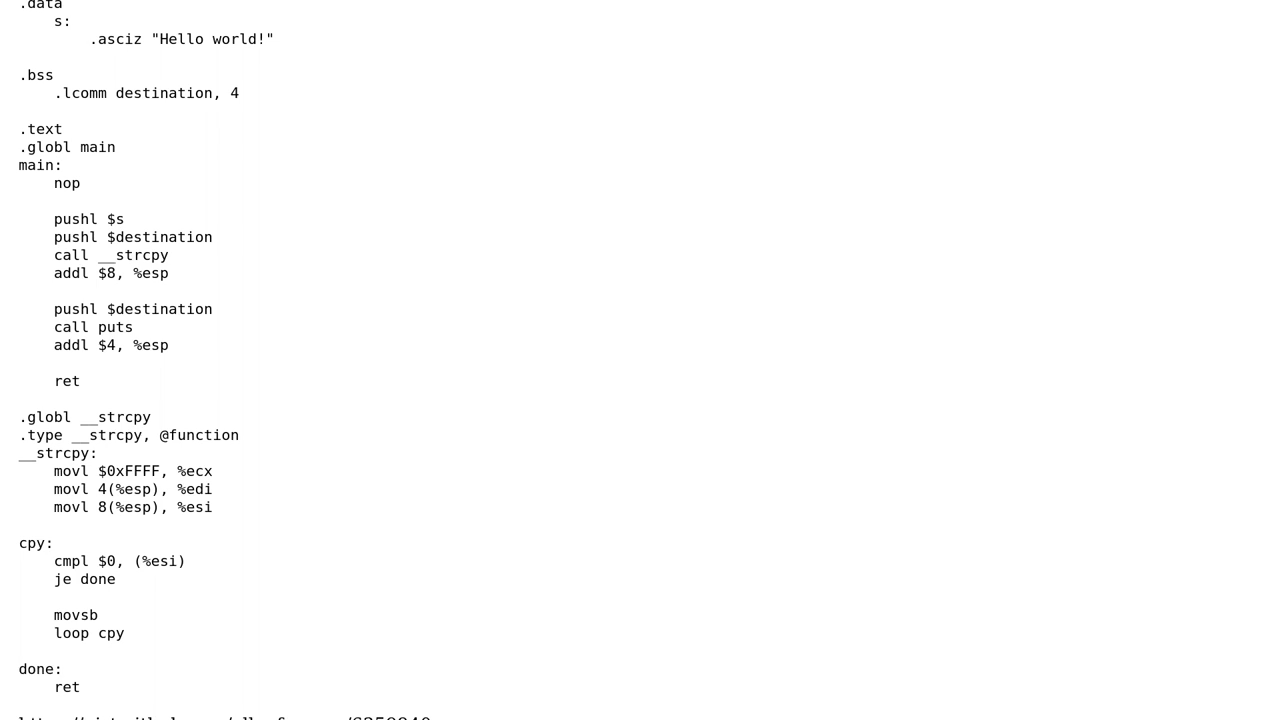 .data
s:
.asciz "Hello world!"
.bss
.lcomm destination, 4
.text
.globl main
main:
nop
pushl $s
pushl $destination
call __strcpy
addl $8, %esp
pushl $destination
call puts
addl $4, %esp
ret
.globl __strcpy
.type __strcpy, @function
__strcpy:
movl $0xFFFF, %ecx
movl 4(%esp), %edi
movl 8(%esp), %esi
cpy:
cmpl $0, (%esi)
je done
movsb
loop cpy
done:
ret